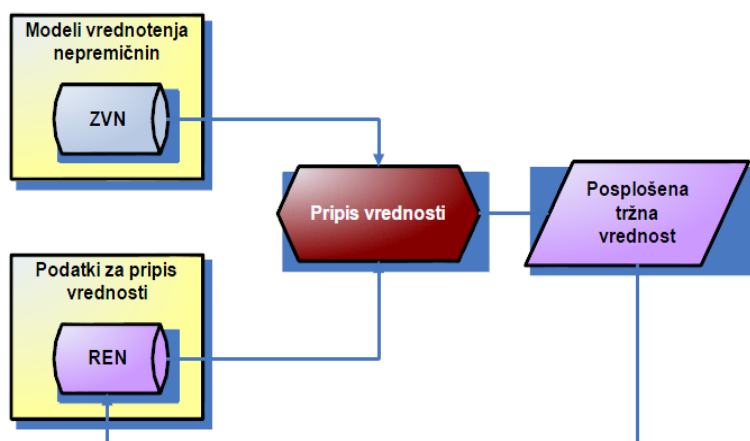 Modeli vrednotenja
nepremičnin
ZVN
Pripis vrednosti
Posplošena
tržna
vrednost
Podatki za pripis
vrednosti
REN